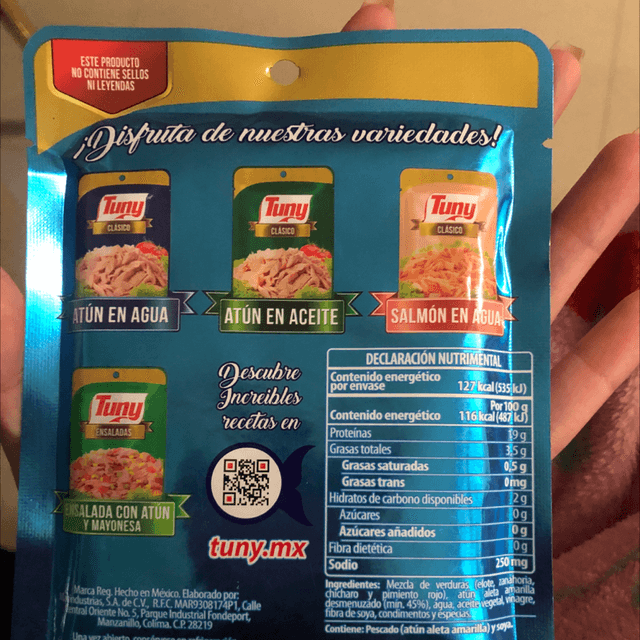 ESTE PRODUCTO
NO CONTIENE SELLOS
NI LEYENDAS
¡Disfruta de nuestras variedades!
Tuny
CLÁSICO
ATÚN EN AGUA
Tuny
CLÁSICO
ATÚN EN ACEITE
Tuny
CLÁSICO
SALMÓN EN AGUA
Tuny
ENSALADAS
ENSALADA CON ATÚN
Y MAYONESA
Descubre
Increíbles
recetas en
tuny.mx
DECLARACIÓN NUTRIMENTAL
Contenido energético
por envase 127 kcal (535 kJ)
Por 100 g
Contenido energético 116 kcal (487 kJ)
Proteínas 19 g
Grasas totales 3,5 g
Grasas saturadas 0,5 g
Grasas trans 0mg
Hidratos de carbono disponibles 2 g
Azúcares 0 g
Azúcares añadidos 0 g
Fibra dietética 0 g
Sodio 250 mg
Ingredientes: Mezcla de verduras (elote, zanahoria,
chícharo y pimiento rojo), atún aleta amarilla
desmenuzado (mín. 45%), agua, aceite vegetal, vinagre,
fibra de soya, condimentos y especias.
Contiene: Pescado (atún aleta amarilla) y soya.
Marca Reg. Hecho en México. Elaborado por:
industrias, S.A. de C.V., R.F.C. MAR9308174P1, Calle
Central Oriente No. 5, Parque Industrial Fondeport,
Manzanillo, Colima. C.P. 28219
Una vez abierto, consérvese en